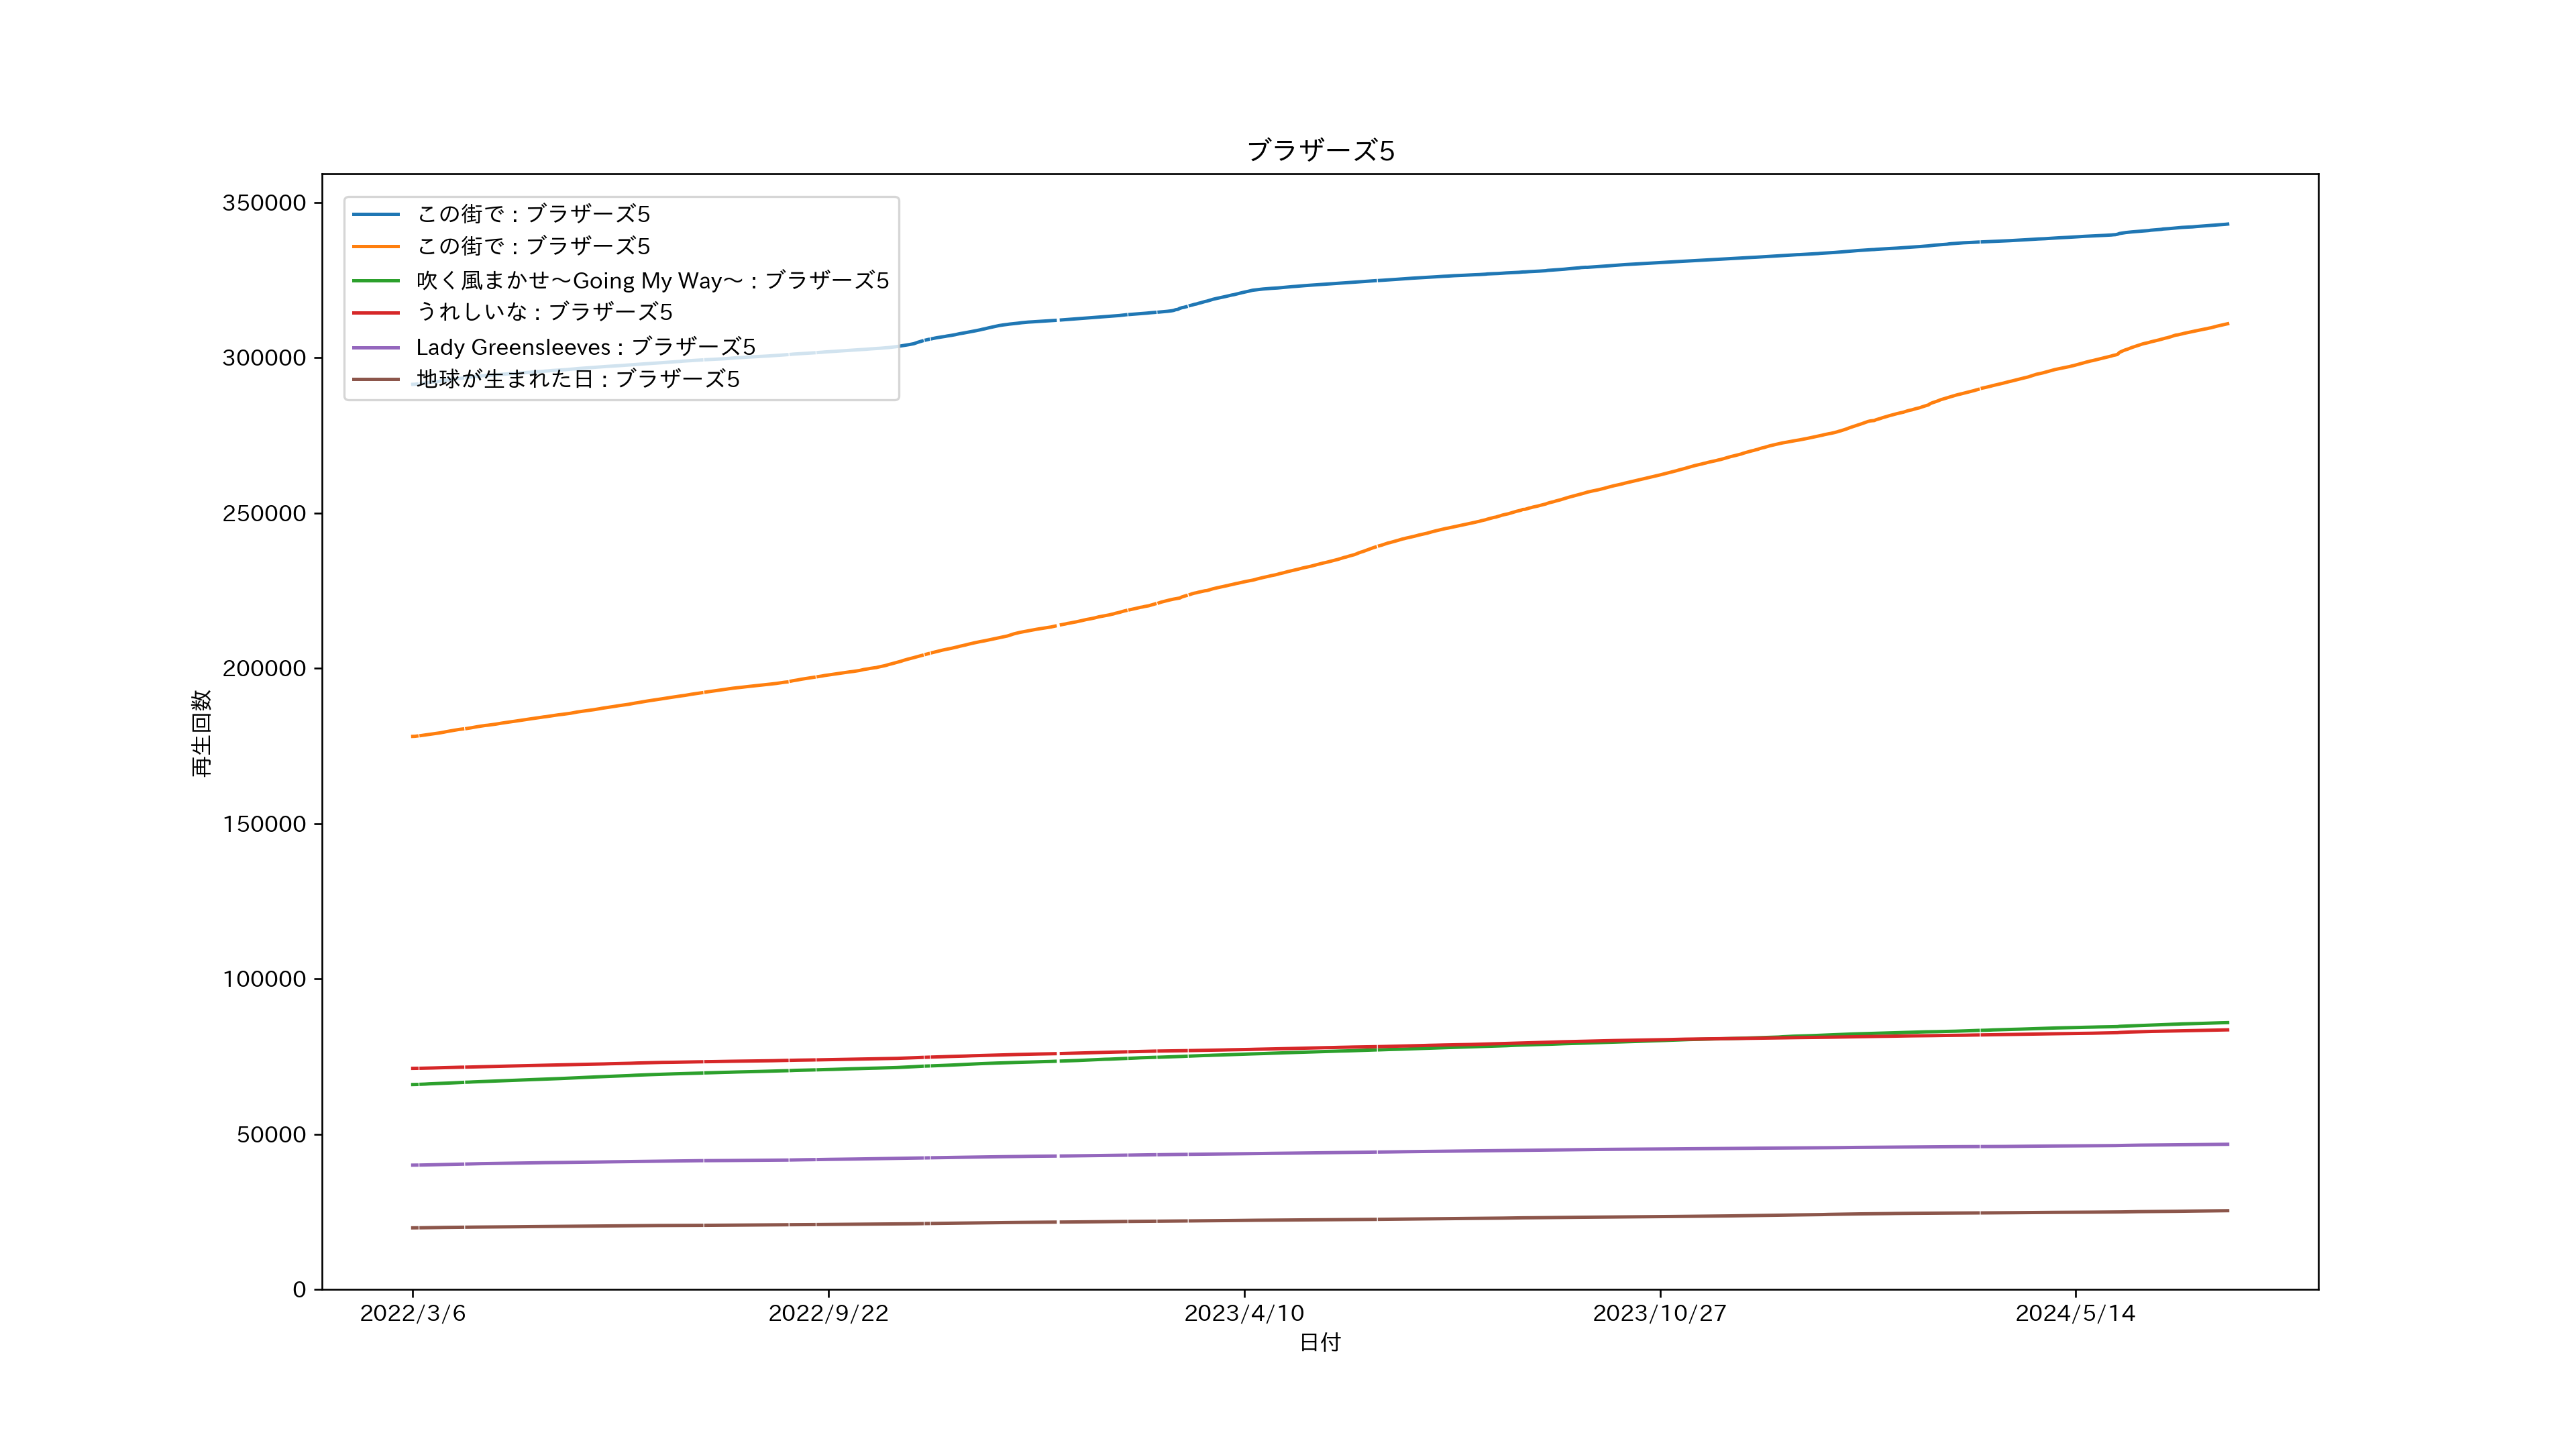 ブラザーズ5
350000
300000
250000
200000
150000
100000
50000
0
再生回数
この街で : ブラザーズ5
この街で : ブラザーズ5
吹く風まかせ〜Going My Way〜 : ブラザーズ5
うれしいな : ブラザーズ5
Lady Greensleeves : ブラザーズ5
地球が生まれた日 : ブラザーズ5
2022/3/6
2022/9/22
2023/4/10
2023/10/27
2024/5/14
日付